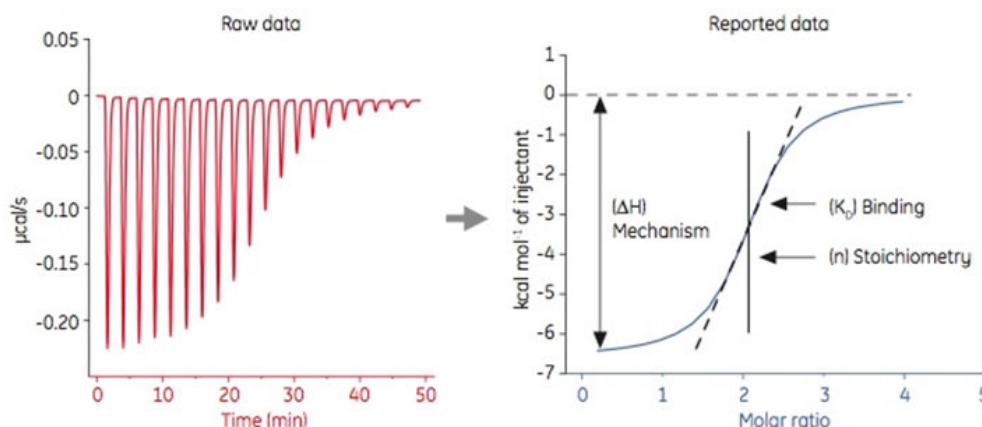 Raw data
0.05
0
-0.05
-0.10
-0.15
-0.20
µcal/s
0 10 20 30 40 50
Time (min)
Reported data
1
0
-1
-2
-3
-4
-5
-6
-7
kcal mol⁻¹ of injectant
(ΔH)
Mechanism
(K_D) Binding
(n) Stoichiometry
0 1 2 3 4 5
Molar ratio